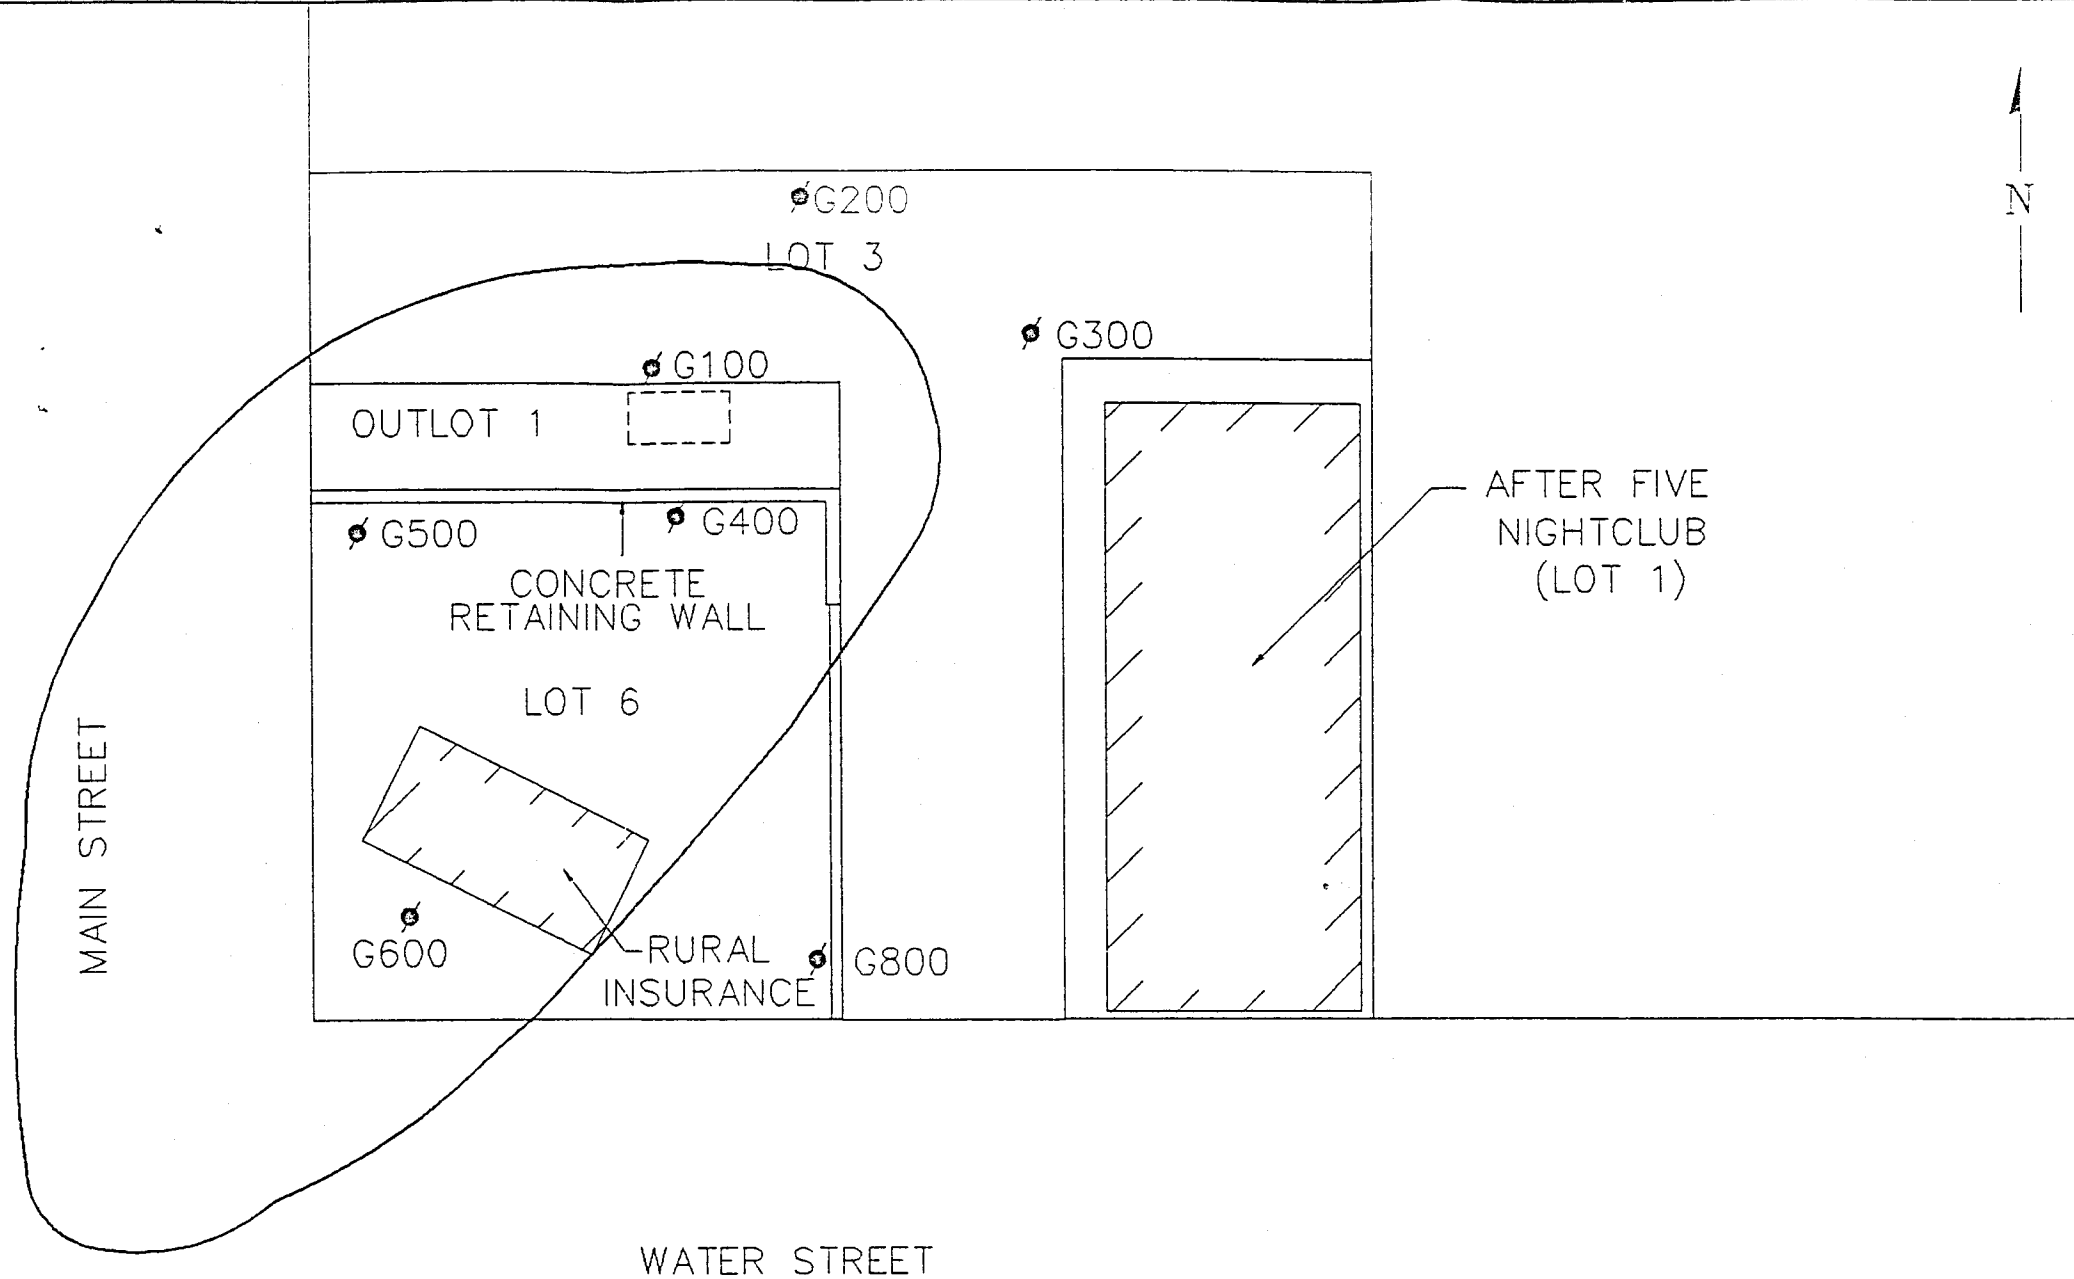 N
G200
LOT 3
G300
G100
OUTLOT 1
G500
G400
CONCRETE
RETAINING WALL
AFTER FIVE
NIGHTCLUB
(LOT 1)
LOT 6
MAIN STREET
G600
RURAL
INSURANCE
G800
WATER STREET